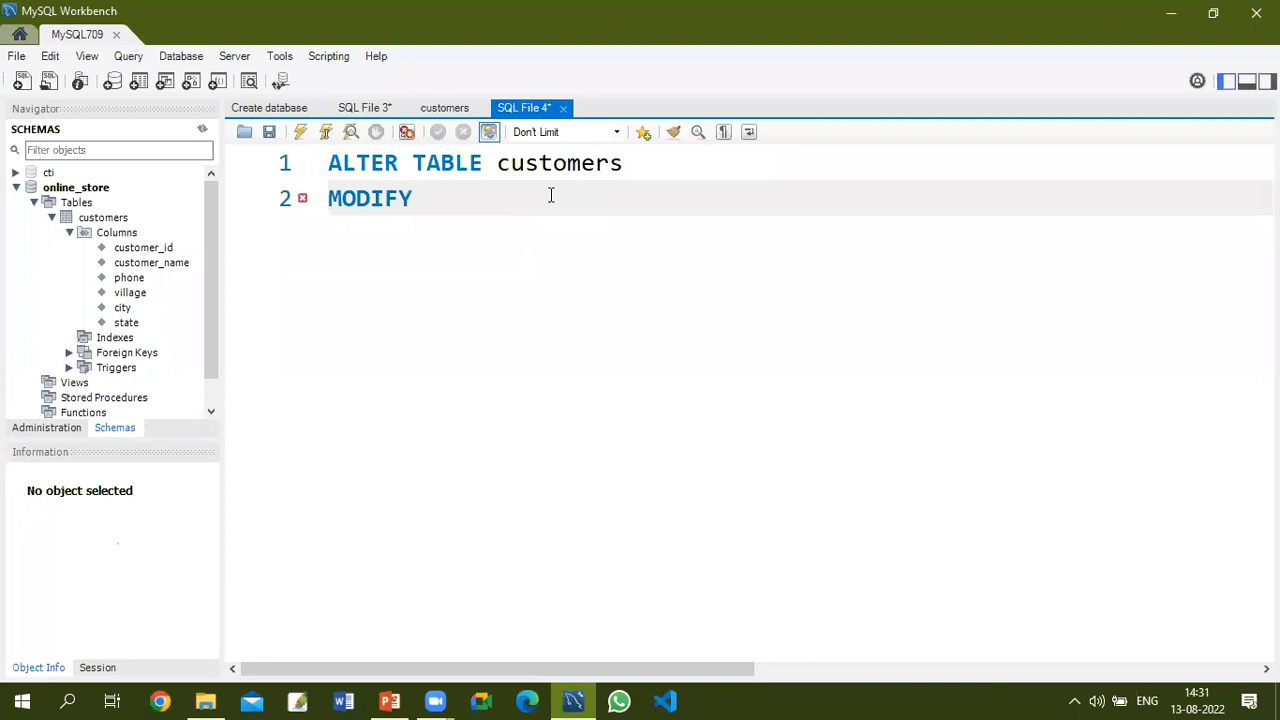 MySQL Workbench
MySQL709
File Edit View Query Database Server Tools Scripting Help
Navigator
SCHEMAS
Filter objects
cti
online_store
Tables
customers
Columns
customer_id
customer_name
phone
village
city
state
Indexes
Foreign Keys
Triggers
Views
Stored Procedures
Functions
Administration Schemas
Information
No object selected
Object Info Session
Create database SQL File 3* customers SQL File 4*
Don't Limit
1 ALTER TABLE customers
2 MODIFY
ENG
14:31
13-08-2022